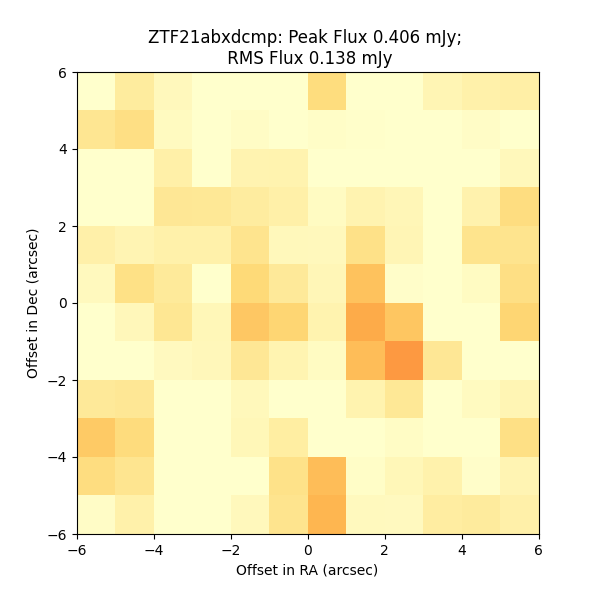 ZTF21abxdcmp: Peak Flux 0.406 mJy;
RMS Flux 0.138 mJy
6
4
2
0
−2
−4
−6
Offset in Dec (arcsec)
−6 −4 −2 0 2 4 6
Offset in RA (arcsec)